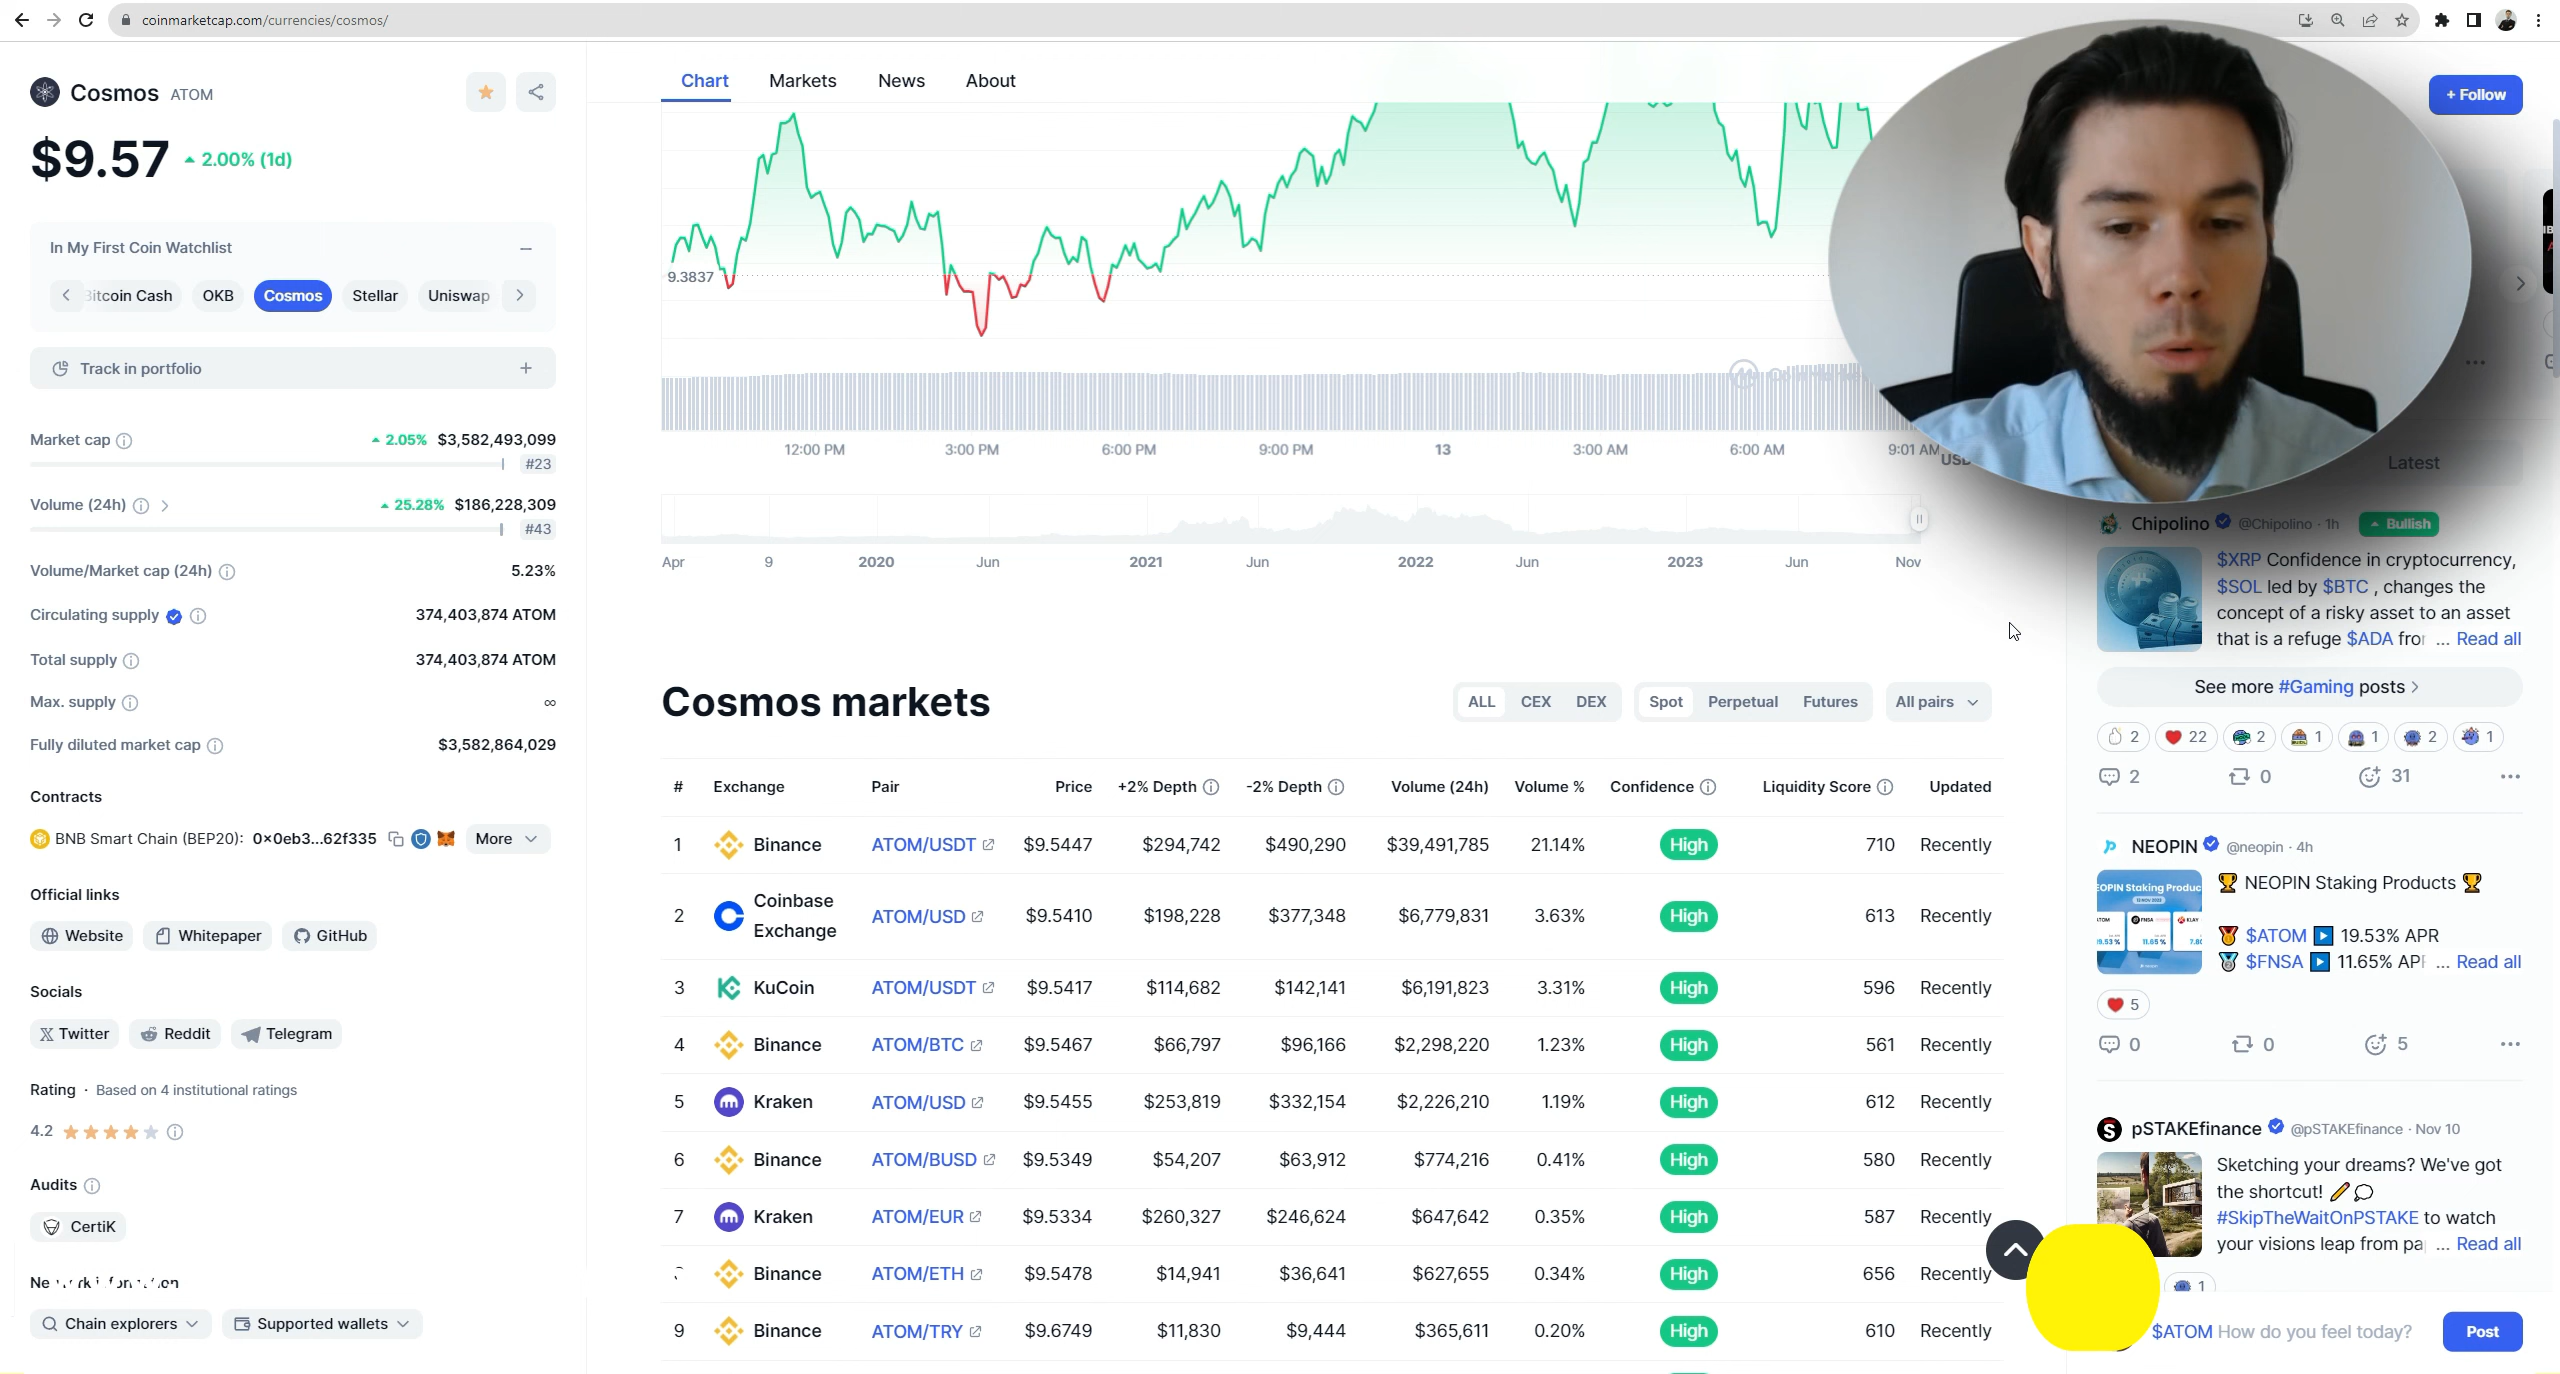 coinmarketcap.com/currencies/cosmos/
Cosmos ATOM
$9.57 2.00% (1d)
In My First Coin Watchlist
Bitcoin Cash OKB Cosmos Stellar Uniswap
Track in portfolio +
Market cap 2.05% $3,582,493,099
#23
Volume (24h) 25.28% $186,228,309
#43
Volume/Market cap (24h) 5.23%
Circulating supply 374,403,874 ATOM
Total supply 374,403,874 ATOM
Max. supply ∞
Fully diluted market cap $3,582,864,029
Contracts
BNB Smart Chain (BEP20): 0x0eb3...62f335 More
Official links
Website Whitepaper GitHub
Socials
Twitter Reddit Telegram
Rating · Based on 4 institutional ratings
4.2
Audits
CertiK
Chain explorers Supported wallets
Chart Markets News About
9.3837
12:00 PM 3:00 PM 6:00 PM 9:00 PM 13 3:00 AM 6:00 AM 9:01 AM
USD
Apr 9 2020 Jun 2021 Jun 2022 Jun 2023 Jun Nov
Cosmos markets
ALL CEX DEX Spot Perpetual Futures All pairs
# Exchange Pair Price +2% Depth -2% Depth Volume (24h) Volume % Confidence Liquidity Score Updated
1 Binance ATOM/USDT $9.5447 $294,742 $490,290 $39,491,785 21.14% High 710 Recently
2 Coinbase Exchange ATOM/USD $9.5410 $198,228 $377,348 $6,779,831 3.63% High 613 Recently
3 KuCoin ATOM/USDT $9.5417 $114,682 $142,141 $6,191,823 3.31% High 596 Recently
4 Binance ATOM/BTC $9.5467 $66,797 $96,166 $2,298,220 1.23% High 561 Recently
5 Kraken ATOM/USD $9.5455 $253,819 $332,154 $2,226,210 1.19% High 612 Recently
6 Binance ATOM/BUSD $9.5349 $54,207 $63,912 $774,216 0.41% High 580 Recently
7 Kraken ATOM/EUR $9.5334 $260,327 $246,624 $647,642 0.35% High 587 Recently
Binance ATOM/ETH $9.5478 $14,941 $36,641 $627,655 0.34% High 656 Recently
9 Binance ATOM/TRY $9.6749 $11,830 $9,444 $365,611 0.20% High 610 Recently
+ Follow
Latest
Chipolino @Chipolino · 1h Bullish
$XRP Confidence in cryptocurrency,
$SOL led by $BTC , changes the
concept of a risky asset to an asset
that is a refuge $ADA from ... Read all
See more #Gaming posts
2 22 2 1 1 2 1
2 0 31
NEOPIN @neopin · 4h
EOPIN Staking Produc
🏆 NEOPIN Staking Products 🏆
🥇 $ATOM ▶ 19.53% APR
🥈 $FNSA ▶ 11.65% APR ... Read all
5
0 0 5
pSTAKEfinance @pSTAKEfinance · Nov 10
Sketching your dreams? We've got
the shortcut!
#SkipTheWaitOnPSTAKE to watch
your visions leap from pa ... Read all
1
$ATOM How do you feel today? Post